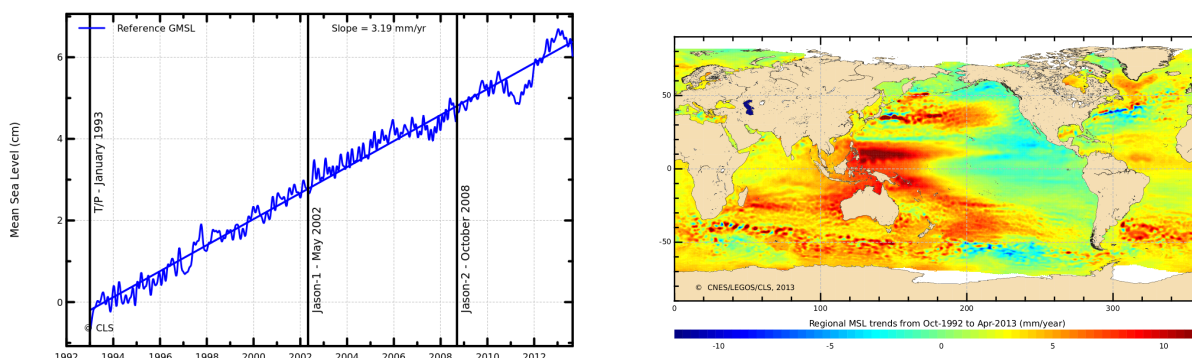 Reference GMSL
Slope = 3.19 mm/yr
Mean Sea Level (cm)
6
4
2
0
T/P - January 1993
Jason-1 - May 2002
Jason-2 - October 2008
© CLS
1992 1994 1996 1998 2000 2002 2004 2006 2008 2010 2012
50
0
-50
© CNES/LEGOS/CLS, 2013
0 100 200 300
Regional MSL trends from Oct-1992 to Apr-2013 (mm/year)
-10 -5 0 5 10